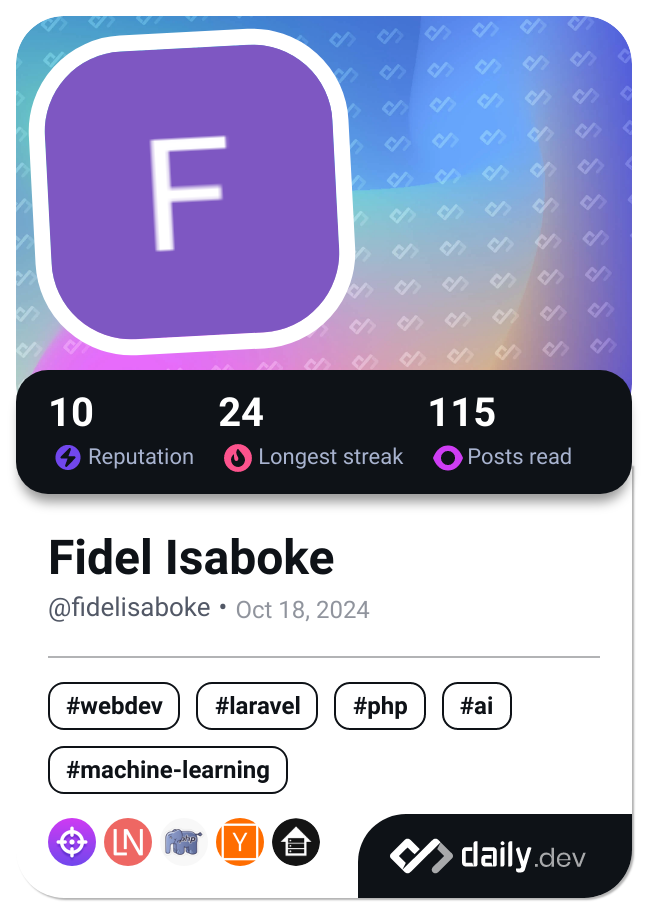 F
10 24 115
Reputation Longest streak Posts read
Fidel Isaboke
@fidelisaboke • Oct 18, 2024
#webdev #laravel #php #ai
#machine-learning
LN php Y
daily.dev